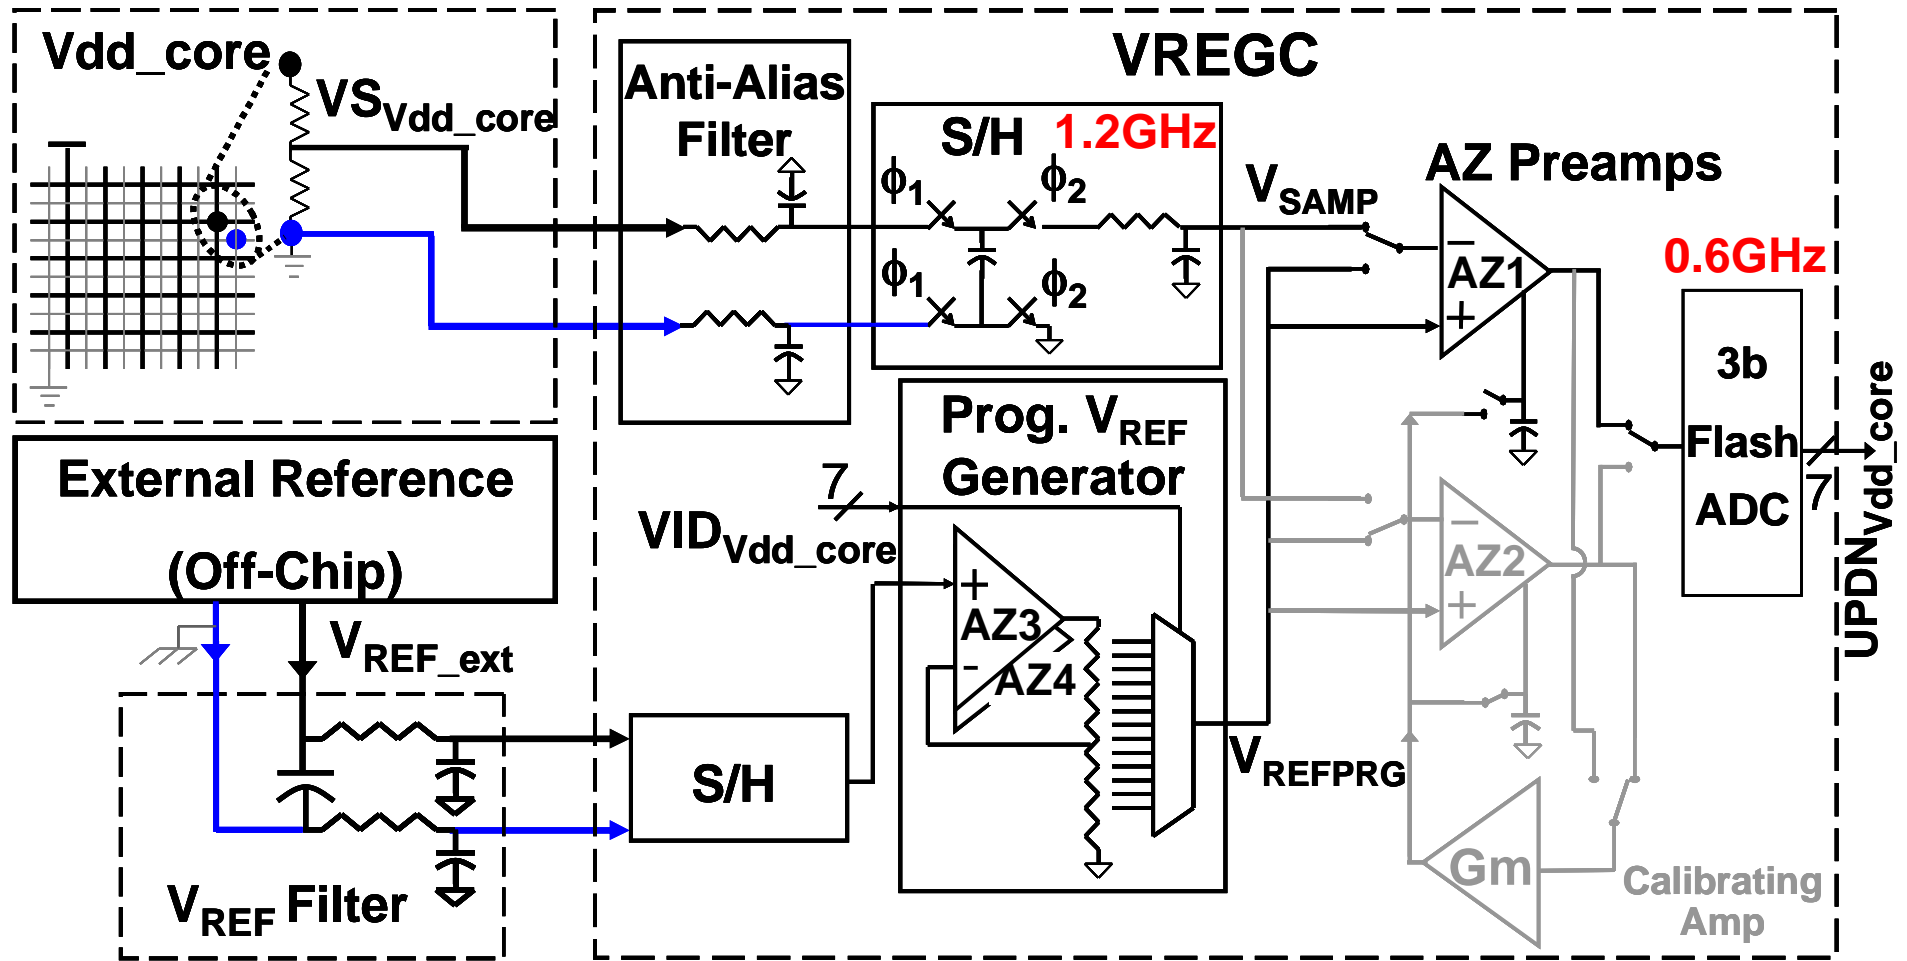 Vdd_core
VSVdd_core
Anti-Alias
Filter
VREGC
S/H 1.2GHz
ϕ1
ϕ2
ϕ1
ϕ2
VSAMP
AZ Preamps
AZ1
0.6GHz
3b
Flash
ADC
7
UPDNVdd_core
External Reference
(Off-Chip)
VREF_ext
VREF Filter
S/H
Prog. VREF
Generator
7
VIDVdd_core
+
AZ3
-
AZ4
VREFPRG
−
+
−
AZ2
+
Gm
Calibrating
Amp